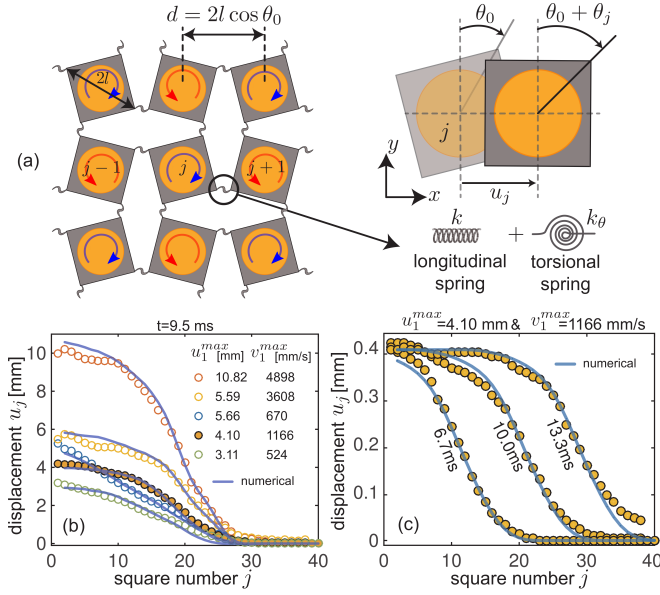 d = 2l cos θ₀
2l
j − 1
j
j + 1
(a)
θ₀
θ₀ + θⱼ
j
y
x
uⱼ
k
+
k_θ
longitudinal
spring
torsional
spring
t=9.5 ms
u₁ᵐᵃˣ [mm] v₁ᵐᵃˣ [mm/s]
10.82 4898
5.59 3608
5.66 670
4.10 1166
3.11 524
numerical
10
8
6
4
2
0
displacement uⱼ [mm]
(b)
0 10 20 30 40
square number j
u₁ᵐᵃˣ=4.10 mm & v₁ᵐᵃˣ=1166 mm/s
numerical
0.4
0.3
0.2
0.1
0
displacement uⱼ [mm]
6.7ms
10.0ms
13.3ms
(c)
0 10 20 30 40
square number j